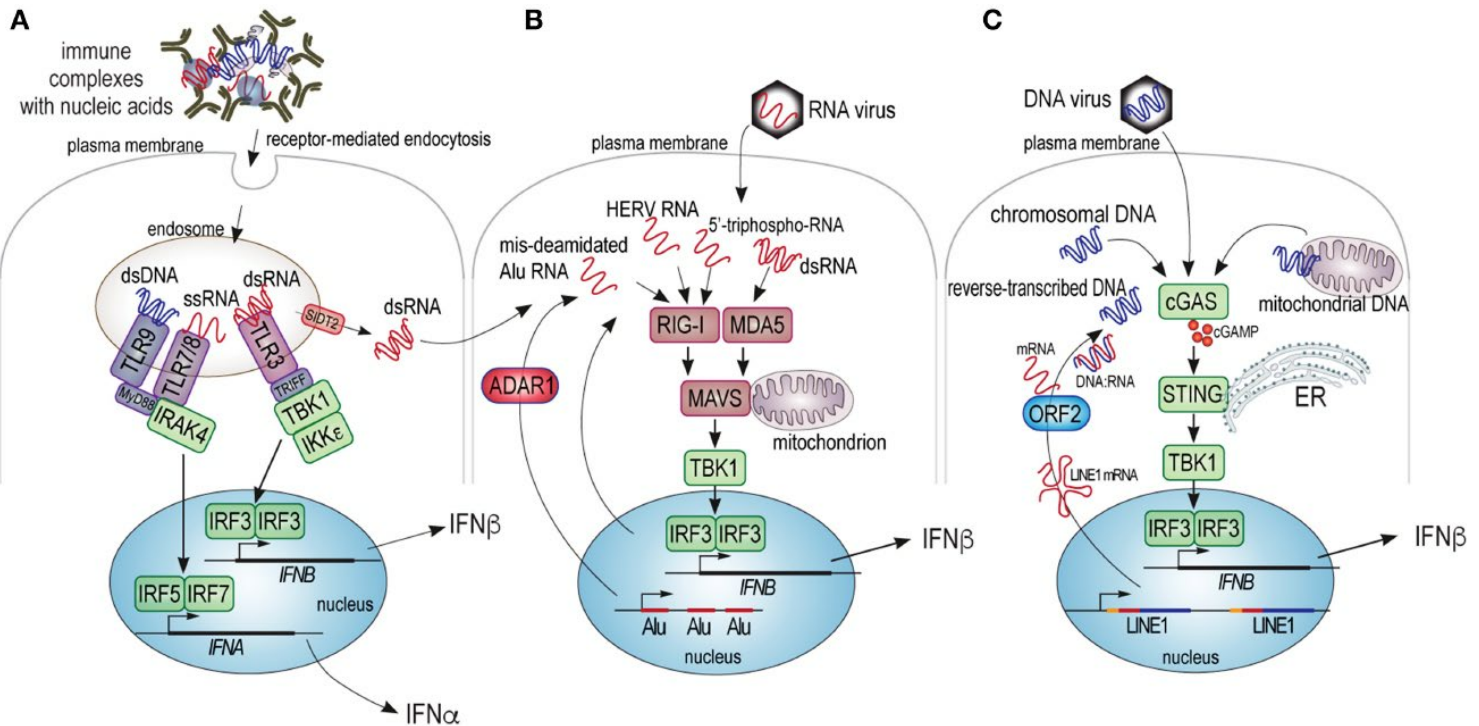 A
immune
complexes
with nucleic acids
plasma membrane
receptor-mediated endocytosis
endosome
dsDNA
ssRNA
dsRNA
SIDT2
dsRNA
TLR9
TLR7/8
TLR3
MyD88
IRAK4
TRIFF
TBK1
IKKε
IRF3 IRF3
IFNB
IFNβ
IRF5 IRF7
nucleus
IFNA
IFNα
B
RNA virus
plasma membrane
HERV RNA
5'-triphospho-RNA
mis-deamidated
Alu RNA
dsRNA
RIG-I
MDA5
ADAR1
MAVS
mitochondrion
TBK1
IRF3 IRF3
IFNB
IFNβ
Alu Alu Alu
nucleus
C
DNA virus
plasma membrane
chromosomal DNA
reverse-transcribed DNA
cGAS
mitochondrial DNA
cGAMP
mRNA
DNA:RNA
ORF2
STING
ER
LINE1 mRNA
TBK1
IRF3 IRF3
IFNB
IFNβ
LINE1 LINE1
nucleus